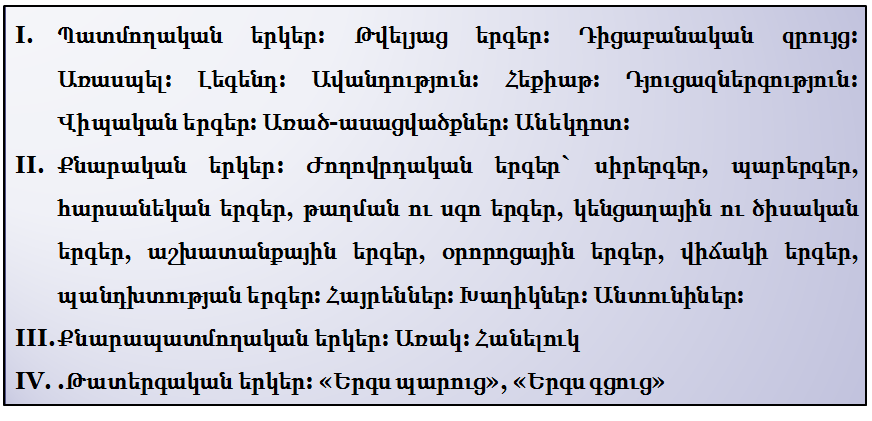 I. Պատմողական երկեր: Թվելյաց երգեր: Դիցաբանական զրույց:
Առասպել: Լեգենդ: Ավանդություն: Հեքիաթ: Դյուցազներգություն:
Վիպական երգեր: Առած-ասացվածքներ: Անեկդոտ:
II. Քնարական երկեր: Ժողովրդական երգեր` սիրերգեր, պարերգեր,
հարսանեկան երգեր, թաղման ու սգո երգեր, կենցաղային ու ծիսական
երգեր, աշխատանքային երգեր, օրորոցային երգեր, վիճակի երգեր,
պանդխտության երգեր: Հայրեններ: Խաղիկներ: Անտունիներ:
III. Քնարապատմողական երկեր: Առակ: Հանելուկ
IV. .Թատերգական երկեր: «Երգս պարուց», «Երգս գցուց»